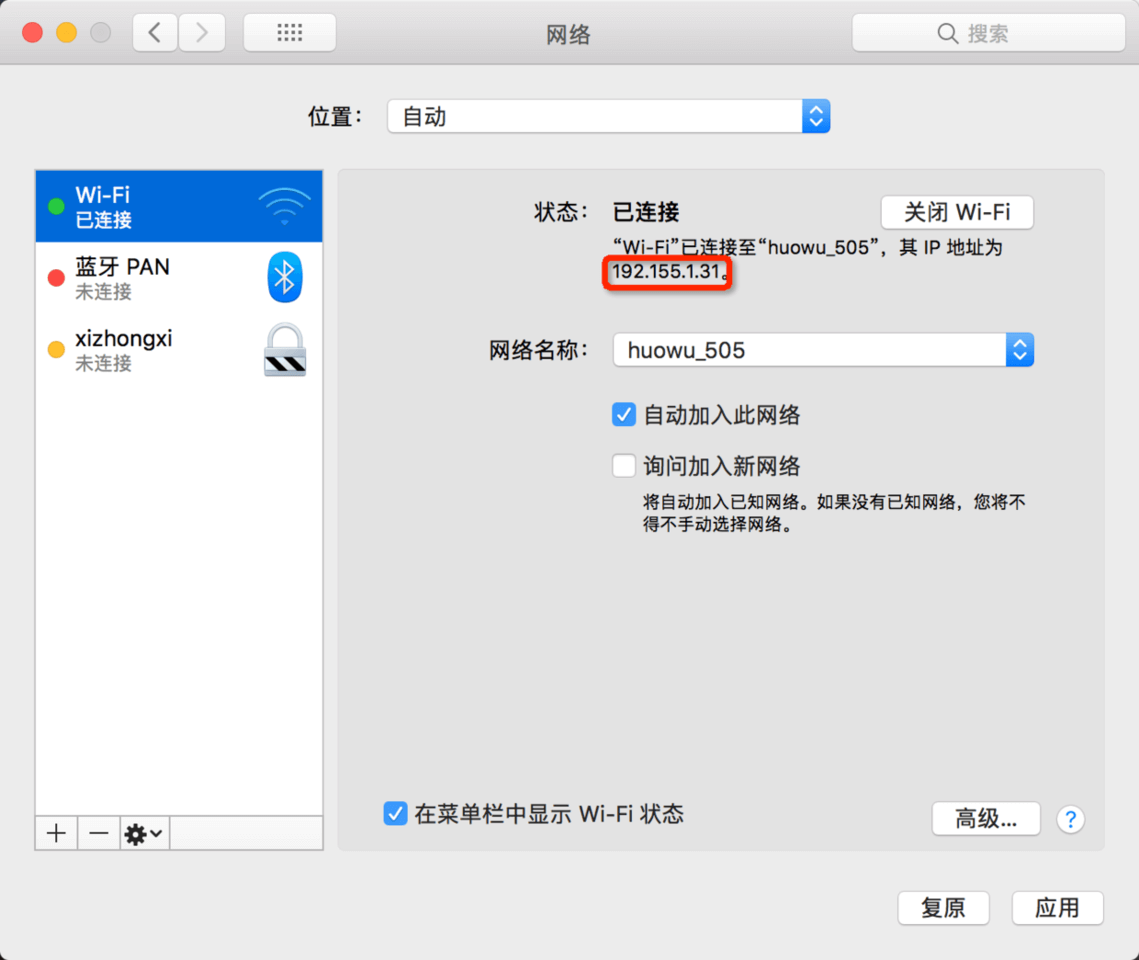 网络
搜索
位置：
自动
Wi-Fi
已连接
蓝牙 PAN
未连接
xizhongxi
未连接
状态：
已连接
关闭 Wi-Fi
“Wi-Fi”已连接至“huowu_505”，其 IP 地址为
192.155.1.31。
网络名称：
huowu_505
自动加入此网络
询问加入新网络
将自动加入已知网络。如果没有已知网络，您将不
得不手动选择网络。
在菜单栏中显示 Wi-Fi 状态
高级...
?
复原
应用